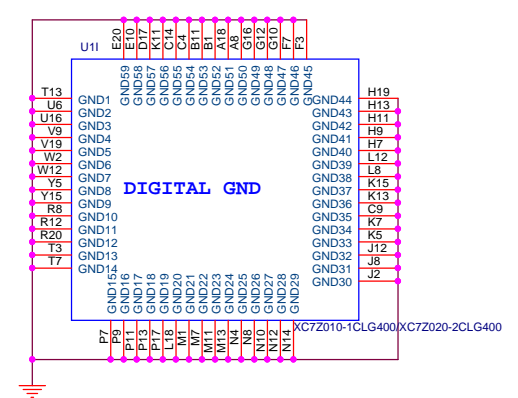 U1I
E20 E10 D17 K11 C14 C4 B11 B1 A18 A8 G16 G12 G10 F7 F3
GND59 GND58 GND57 GND56 GND55 GND54 GND53 GND52 GND51 GND50 GND49 GND48 GND47 GND46 GND45
T13 GND1 GND44 H19
U6 GND2 GND43 H13
U16 GND3 GND42 H11
V9 GND4 GND41 H9
V19 GND5 GND40 H7
W2 GND6 GND39 L12
W12 GND7 GND38 L8
Y5 GND8 GND37 K15
DIGITAL GND
Y15 GND9 GND36 K13
R8 GND10 GND35 C9
R12 GND11 GND34 K7
R20 GND12 GND33 K5
T3 GND13 GND32 J12
T7 GND14 GND31 J8
GND30 J2
GND15 GND16 GND17 GND18 GND19 GND20 GND21 GND22 GND23 GND24 GND25 GND26 GND27 GND28 GND29
XC7Z010-1CLG400/XC7Z020-2CLG400
P7 P9 P11 P13 P17 L18 M1 M7 M11 M13 N4 N8 N10 N12 N14